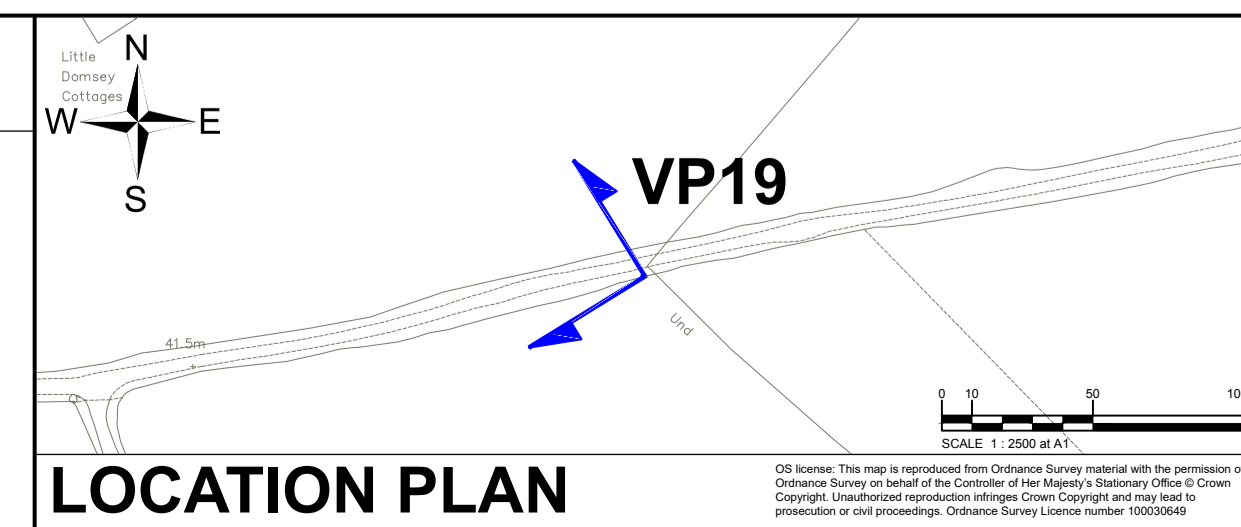 Little
Domsey
Cottages
N
W
E
S
VP19
41.5m
Und
0 10 50 10
SCALE 1 : 2500 at A1
LOCATION PLAN
OS license: This map is reproduced from Ordnance Survey material with the permission of
Ordnance Survey on behalf of the Controller of Her Majesty's Stationary Office © Crown
Copyright. Unauthorized reproduction infringes Crown Copyright and may lead to
prosecution or civil proceedings. Ordnance Survey Licence number 100030649